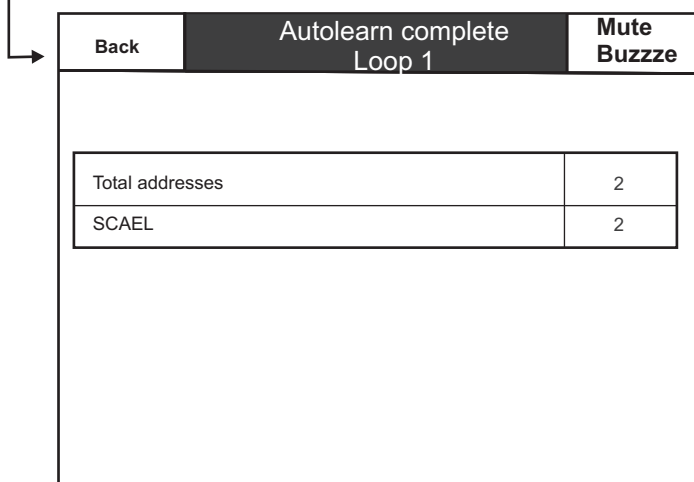 Back
Autolearn complete
Loop 1
Mute
Buzzze
Total addresses 2
SCAEL 2